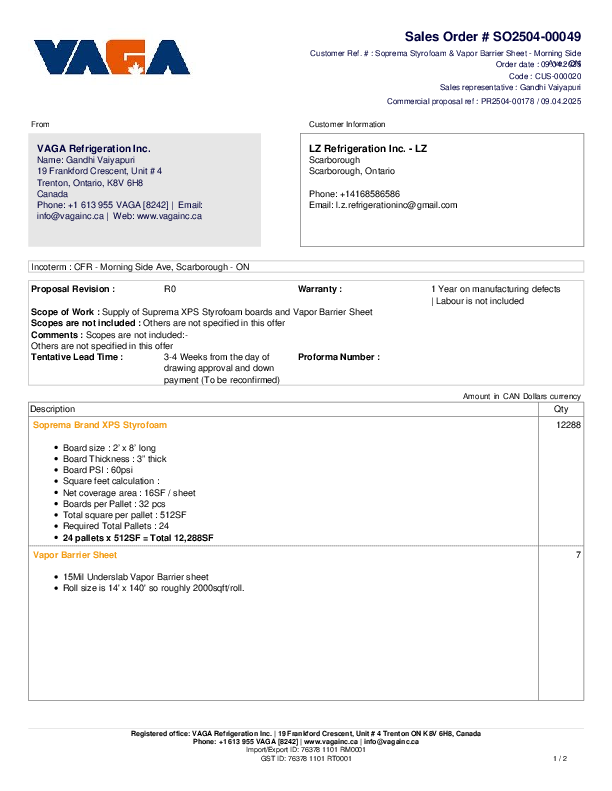 VAGA
Sales Order # SO2504-00049
Customer Ref. # : Soprema Styrofoam & Vapor Barrier Sheet - Morning Side
Order date : 09.04.2025
Code : CUS-000020
Sales representative : Gandhi Vaiyapuri
Commercial proposal ref : PR2504-00178 / 09.04.2025
From
Customer Information
VAGA Refrigeration Inc.
Name: Gandhi Vaiyapuri
19 Frankford Crescent, Unit # 4
Trenton, Ontario, K8V 6H8
Canada
Phone: +1 613 955 VAGA [8242] | Email:
info@vagainc.ca | Web: www.vagainc.ca
LZ Refrigeration Inc. - LZ
Scarborough
Scarborough, Ontario
Phone: +14168586586
Email: l.z.refrigerationinc@gmail.com
Incoterm : CFR - Morning Side Ave, Scarborough - ON
Proposal Revision : R0 Warranty : 1 Year on manufacturing defects
| Labour is not included
Scope of Work : Supply of Suprema XPS Styrofoam boards and Vapor Barrier Sheet
Scopes are not included : Others are not specified in this offer
Comments : Scopes are not included:-
Others are not specified in this offer
Tentative Lead Time : 3-4 Weeks from the day of Proforma Number :
drawing approval and down
payment (To be reconfirmed)
Amount in CAN Dollars currency
Description Qty
Soprema Brand XPS Styrofoam 12288
• Board size : 2' x 8' long
• Board Thickness : 3" thick
• Board PSI : 60psi
• Square feet calculation :
• Net coverage area : 16SF / sheet
• Boards per Pallet : 32 pcs
• Total square per pallet : 512SF
• Required Total Pallets : 24
• 24 pallets x 512SF = Total 12,288SF
Vapor Barrier Sheet 7
• 15Mil Underslab Vapor Barrier sheet
• Roll size is 14' x 140' so roughly 2000sqft/roll.
Registered office: VAGA Refrigeration Inc. | 19 Frankford Crescent, Unit # 4 Trenton ON K8V 6H8, Canada
Phone: +1 613 955 VAGA [8242] | www.vagainc.ca | info@vagainc.ca
Import/Export ID: 76378 1101 RM0001
GST ID: 76378 1101 RT0001
1 / 2